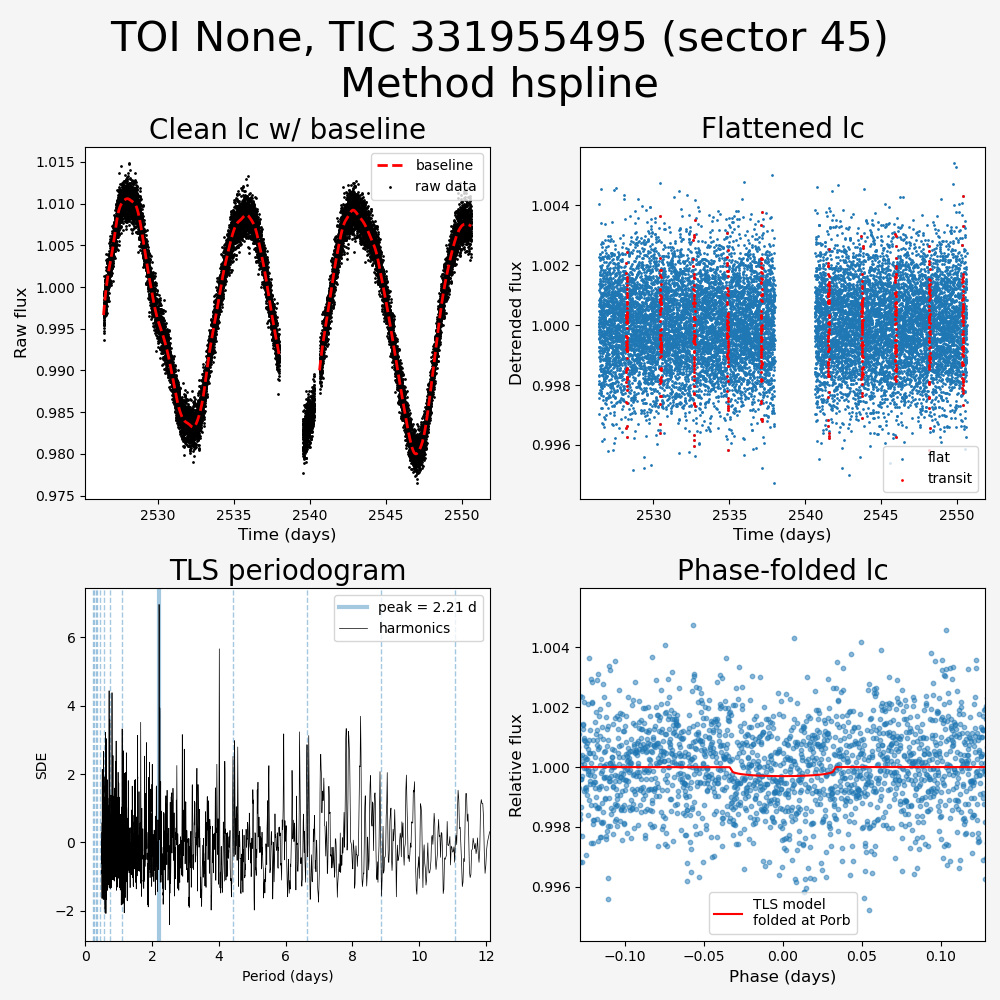 TOI None, TIC 331955495 (sector 45)
Method hspline
Clean lc w/ baseline
Flattened lc
1.015
1.010
1.005
1.000
0.995
0.990
0.985
0.980
0.975
Raw flux
baseline
raw data
2530
2535
2540
2545
2550
Time (days)
1.004
1.002
1.000
0.998
0.996
Detrended flux
flat
transit
2530
2535
2540
2545
2550
Time (days)
TLS periodogram
Phase-folded lc
6
4
2
0
−2
SDE
peak = 2.21 d
harmonics
0
2
4
6
8
10
12
Period (days)
1.004
1.002
1.000
0.998
0.996
Relative flux
TLS model
folded at Porb
−0.10
−0.05
0.00
0.05
0.10
Phase (days)